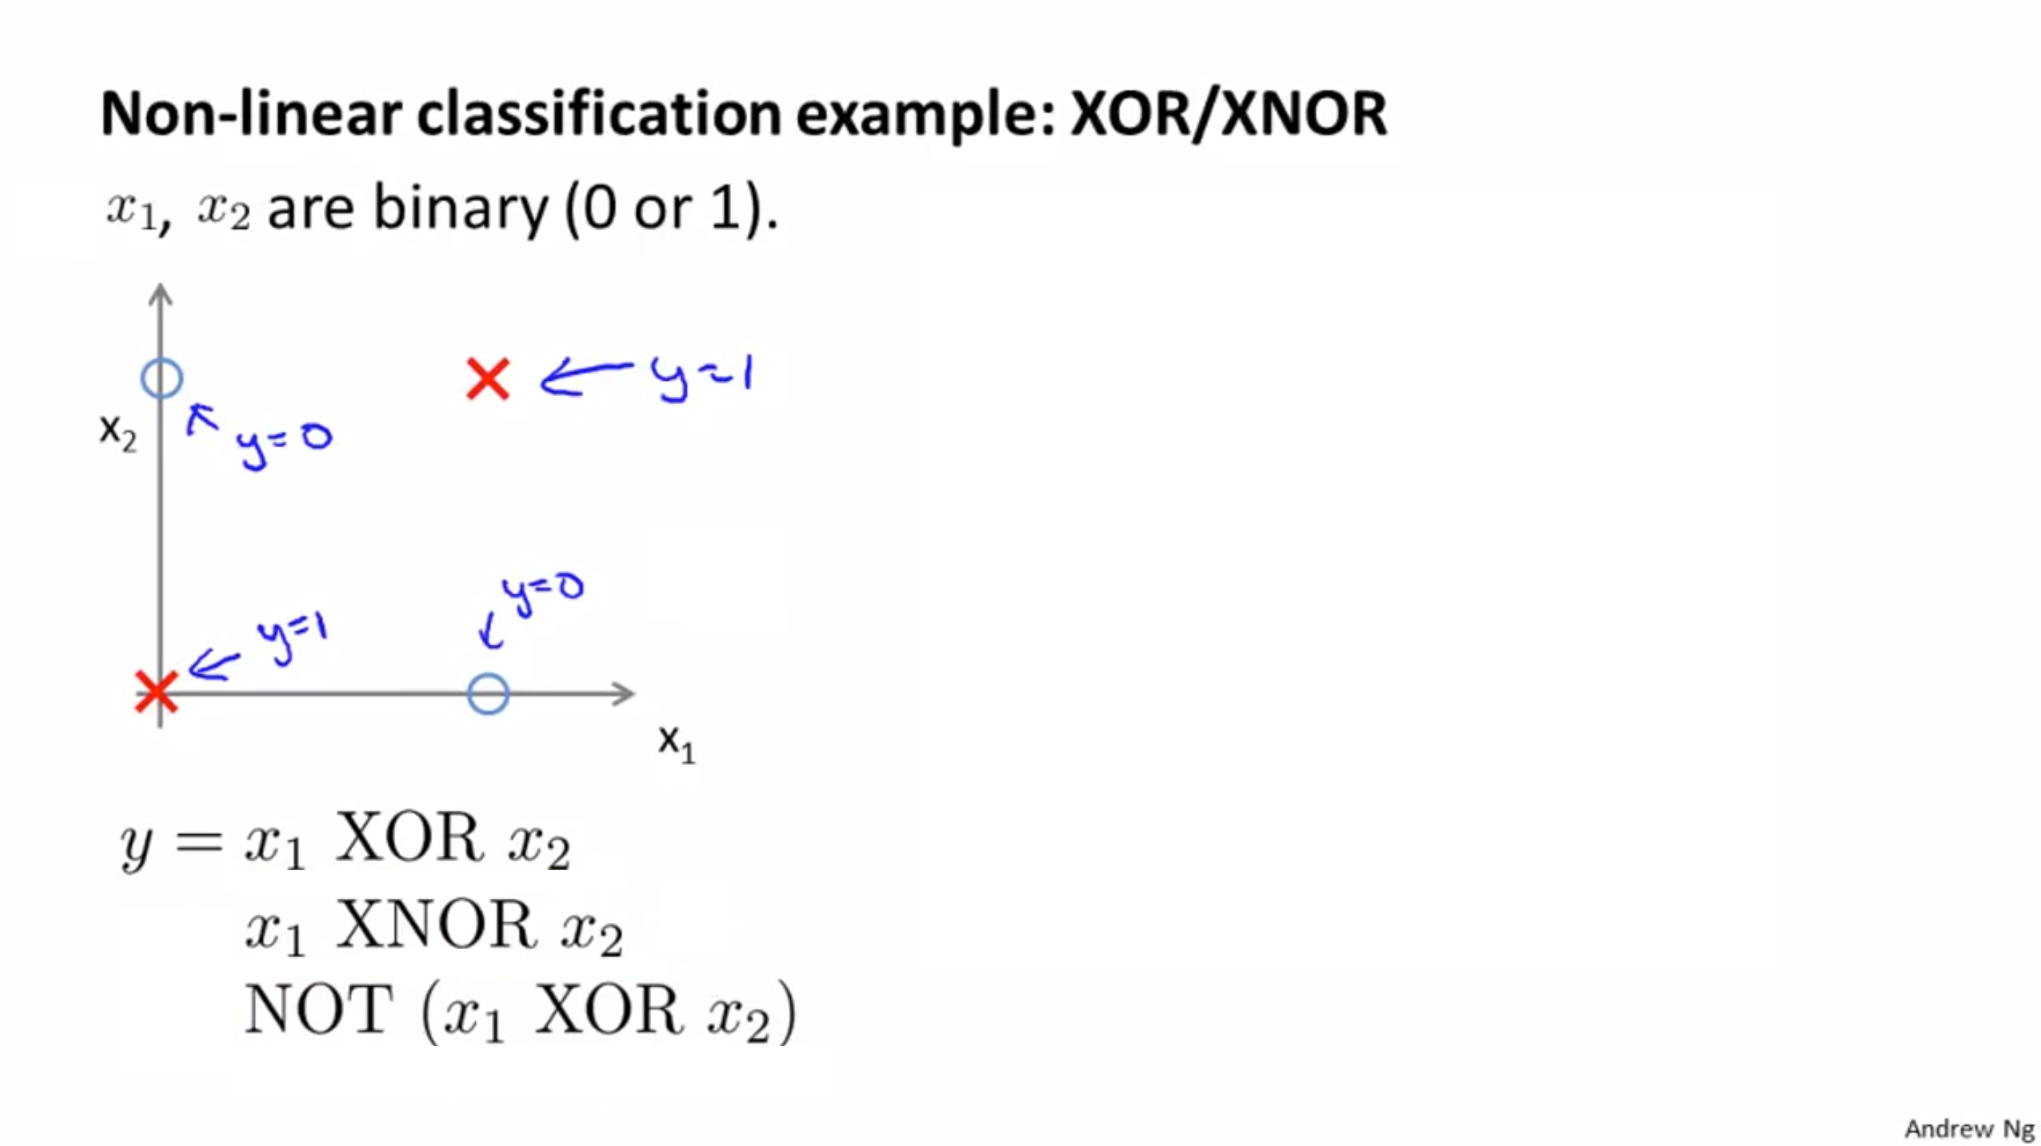 Non-linear classification example: XOR/XNOR
x₁, x₂ are binary (0 or 1).
y=1
x₂
y=0
y=0
y=1
x₁
y = x₁ XOR x₂
x₁ XNOR x₂
NOT (x₁ XOR x₂)
Andrew Ng